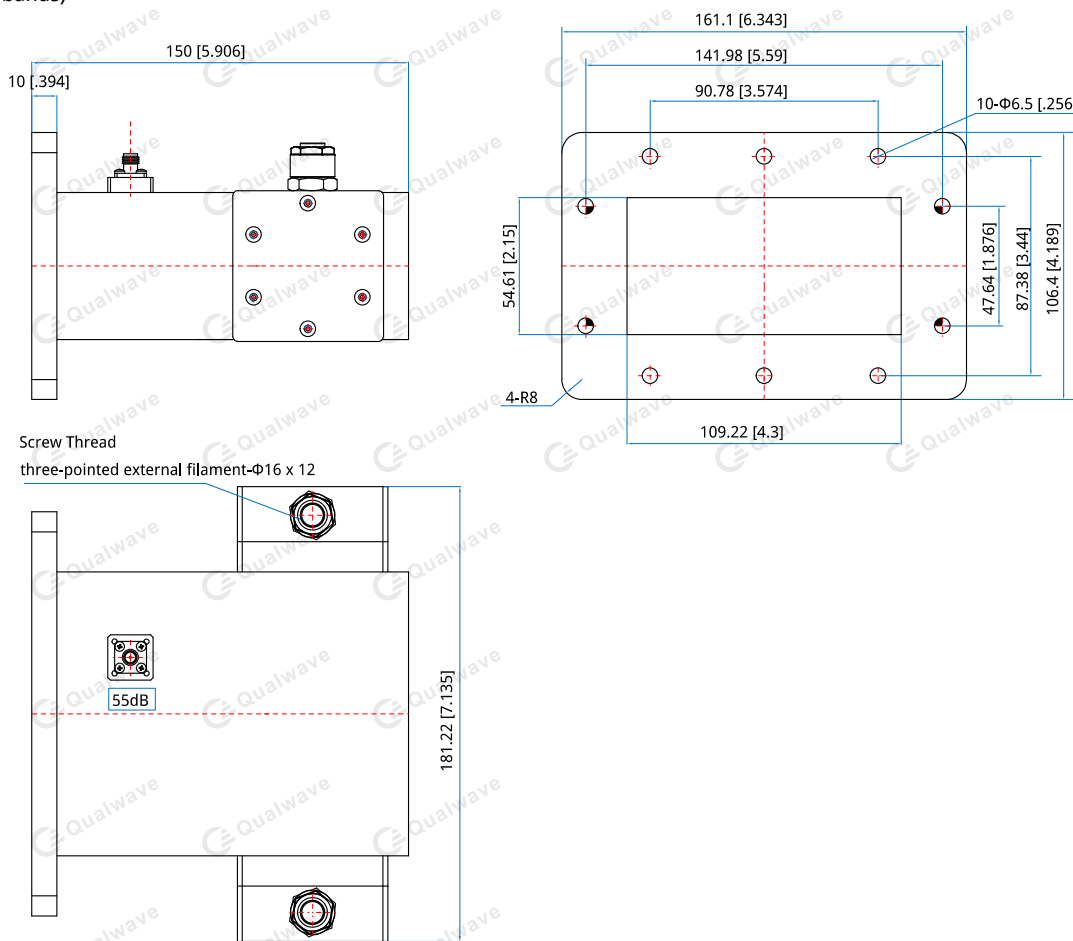 bands)
150 [5.906]
10 [.394]
161.1 [6.343]
141.98 [5.59]
90.78 [3.574]
10-Φ6.5 [.256
54.61 [2.15]
47.64 [1.876]
87.38 [3.44]
106.4 [4.189]
4-R8
109.22 [4.3]
Screw Thread
three-pointed external filament-Φ16 x 12
55dB
181.22 [7.135]
Qualwave